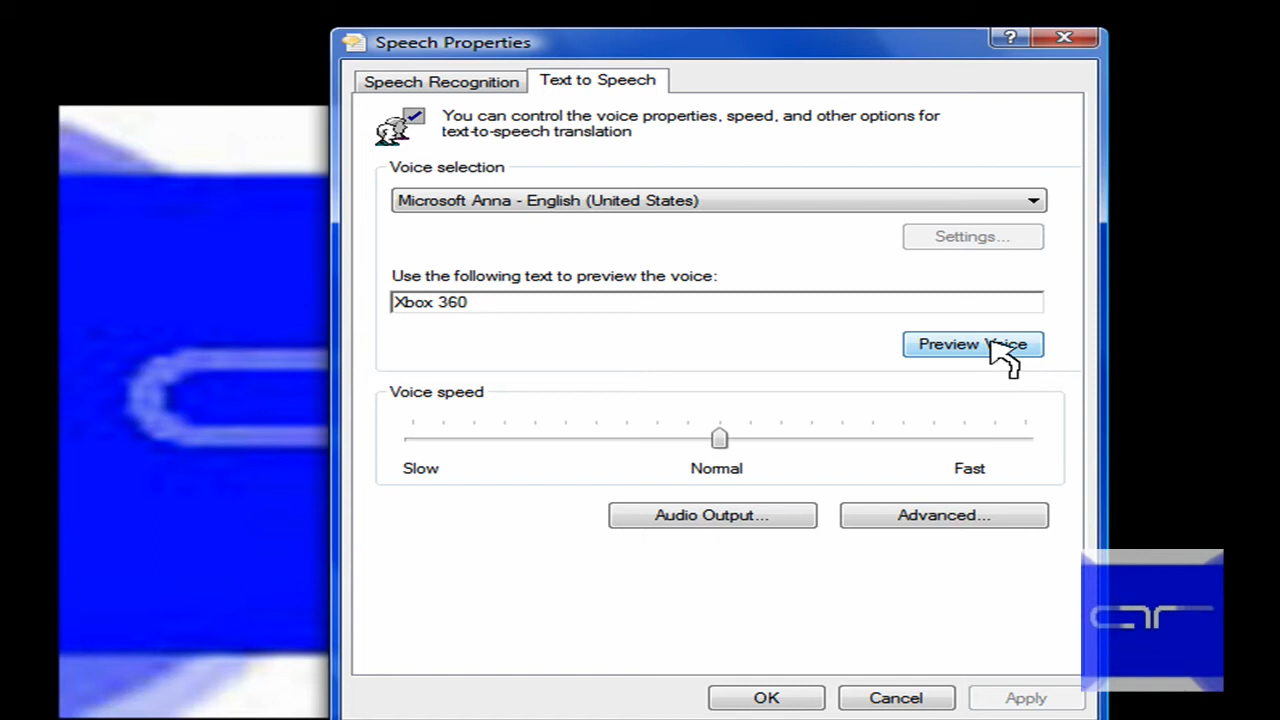 Speech Properties
?
Speech Recognition
Text to Speech
You can control the voice properties, speed, and other options for
text-to-speech translation
Voice selection
Microsoft Anna - English (United States)
Settings...
Use the following text to preview the voice:
Xbox 360
Preview Voice
Voice speed
Slow
Normal
Fast
Audio Output...
Advanced...
OK
Cancel
Apply